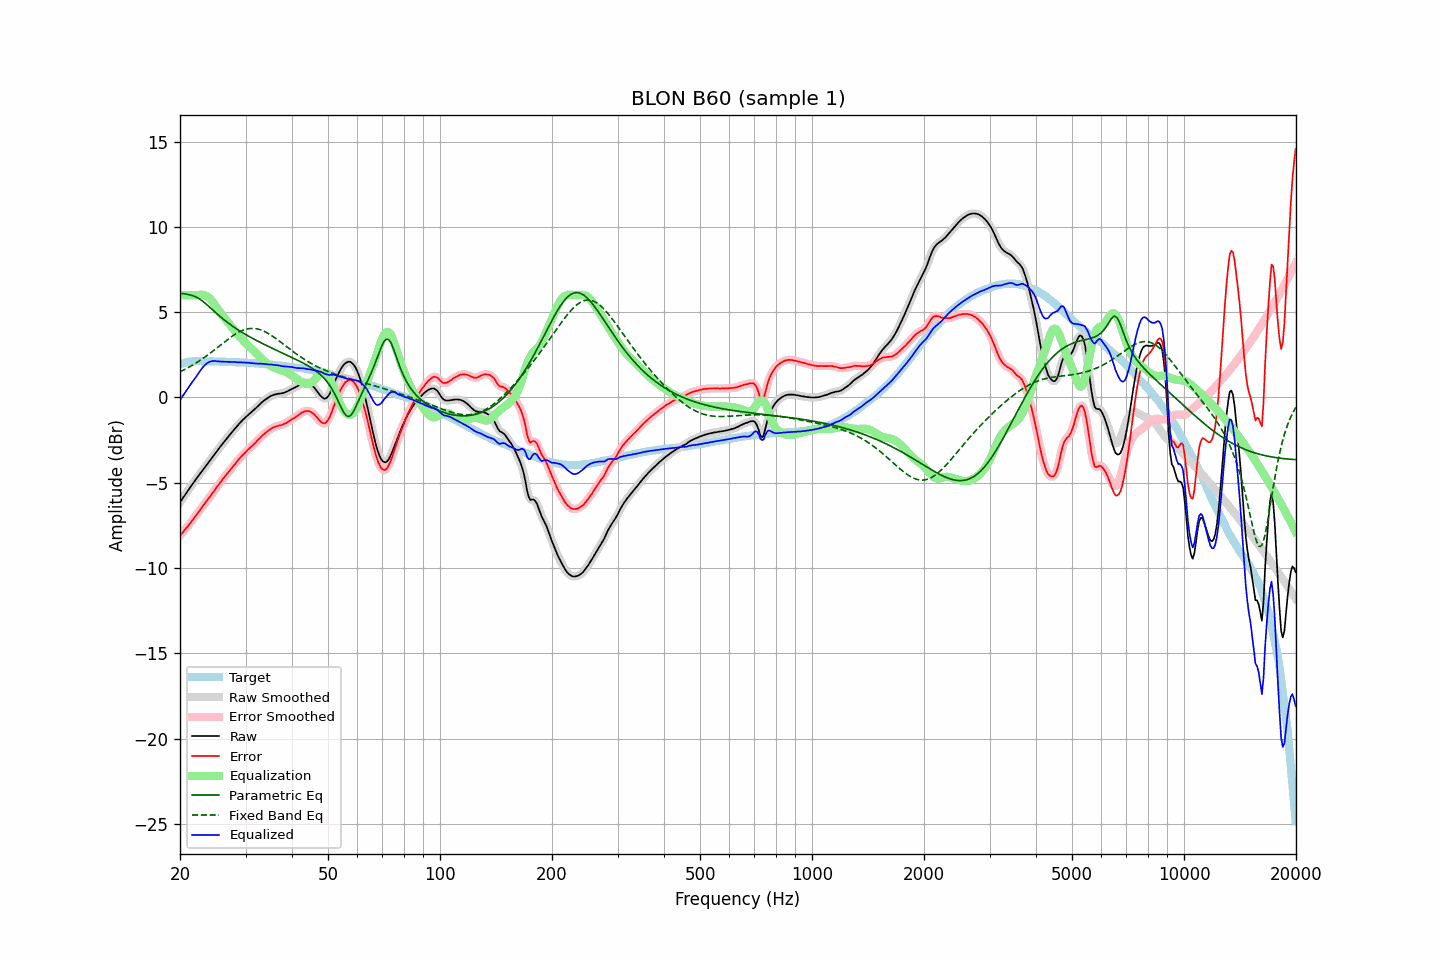 BLON B60 (sample 1)
Amplitude (dBr)
15
10
5
0
−5
−10
−15
−20
−25
Target
Raw Smoothed
Error Smoothed
Raw
Error
Equalization
Parametric Eq
Fixed Band Eq
Equalized
20 50 100 200 500 1000 2000 5000 10000 20000
Frequency (Hz)